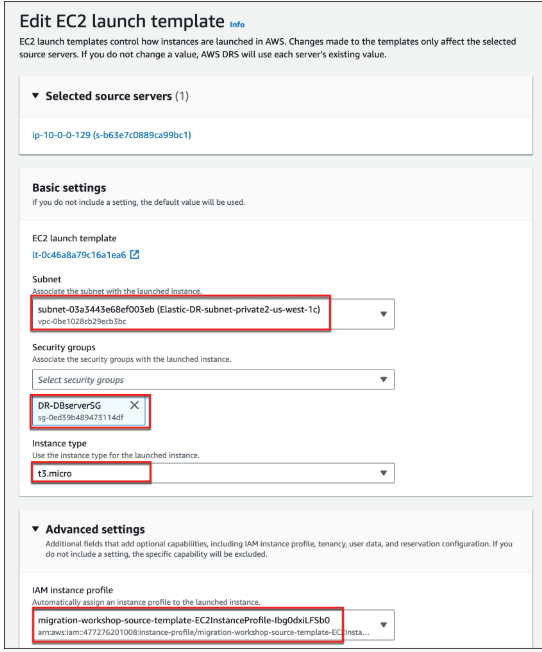 Edit EC2 launch template Info
EC2 launch templates control how instances are launched in AWS. Changes made to the templates only affect the selected
source servers. If you do not change a value, AWS DRS will use each server's existing value.
Selected source servers (1)
ip-10-0-0-129 (s-b63e7c0889ca99bc1)
Basic settings
If you do not include a setting, the default value will be used.
EC2 launch template
lt-0c46a8a79c16a1ea6
Subnet
Associate the subnet with the launched instance.
subnet-03a3443e68ef003eb (Elastic-DR-subnet-private2-us-west-1c)
vpc-0be1028cb29ecb3bc
Security groups
Associate the security groups with the launched instance.
Select security groups
DR-DBserverSG
sg-0ed39b489473114df
Instance type
Use the instance type for the launched instance.
t3.micro
Advanced settings
Additional fields that add optional capabilities, including IAM instance profile, tenancy, user data, and reservation configuration. If you
do not include a setting, the specific capability will be excluded.
IAM instance profile
Automatically assign an instance profile to the launched instance.
migration-workshop-source-template-EC2InstanceProfile-Ibg0dxiLFSb0
arn:aws:iam::477276201008:instance-profile/migration-workshop-source-template-EC2Insta...